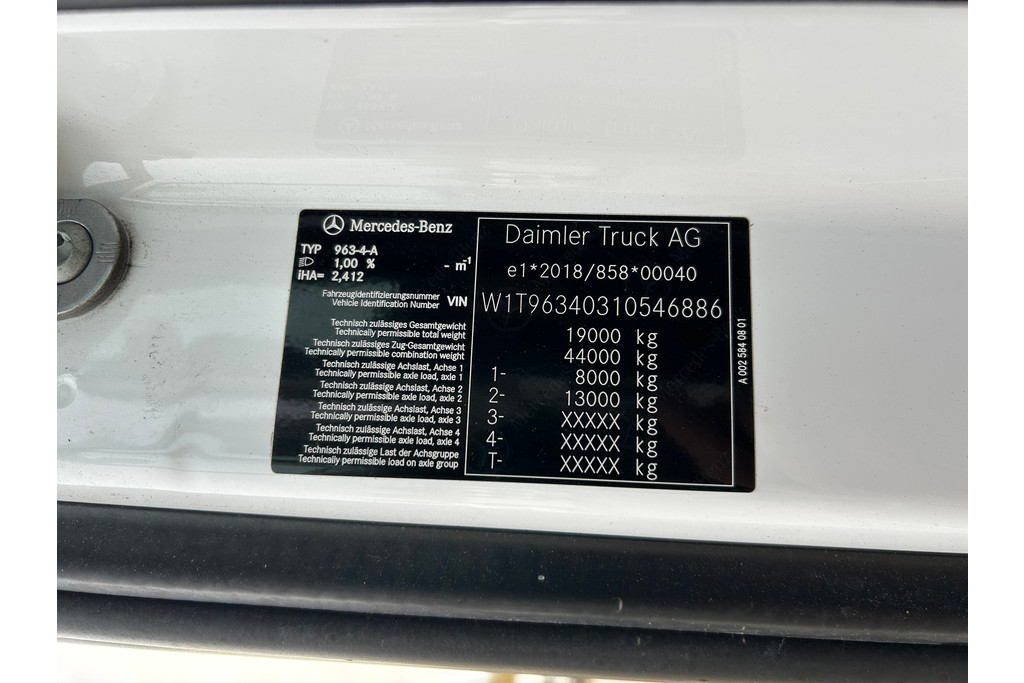 Mercedes-Benz
TYP 963-4-A
1,00 % - m⁻¹
iHA= 2,412
Daimler Truck AG
e1*2018/858*00040
Fahrzeugidentifizierungsnummer
Vehicle Identification Number VIN W1T96340310546886
Technisch zulässiges Gesamtgewicht
Technically permissible total weight 19000 kg
Technisch zulässiges Zug-Gesamtgewicht
Technically permissible combination weight 44000 kg
Technisch zulässige Achslast, Achse 1
Technically permissible axle load, axle 1 1- 8000 kg
Technisch zulässige Achslast, Achse 2
Technically permissible axle load, axle 2 2- 13000 kg
Technisch zulässige Achslast, Achse 3
Technically permissible axle load, axle 3 3- XXXXX kg
Technisch zulässige Achslast, Achse 4
Technically permissible axle load, axle 4 4- XXXXX kg
Technisch zulässige Last der Achsgruppe
Technically permissible load on axle group T- XXXXX kg
A 002 584 08 01